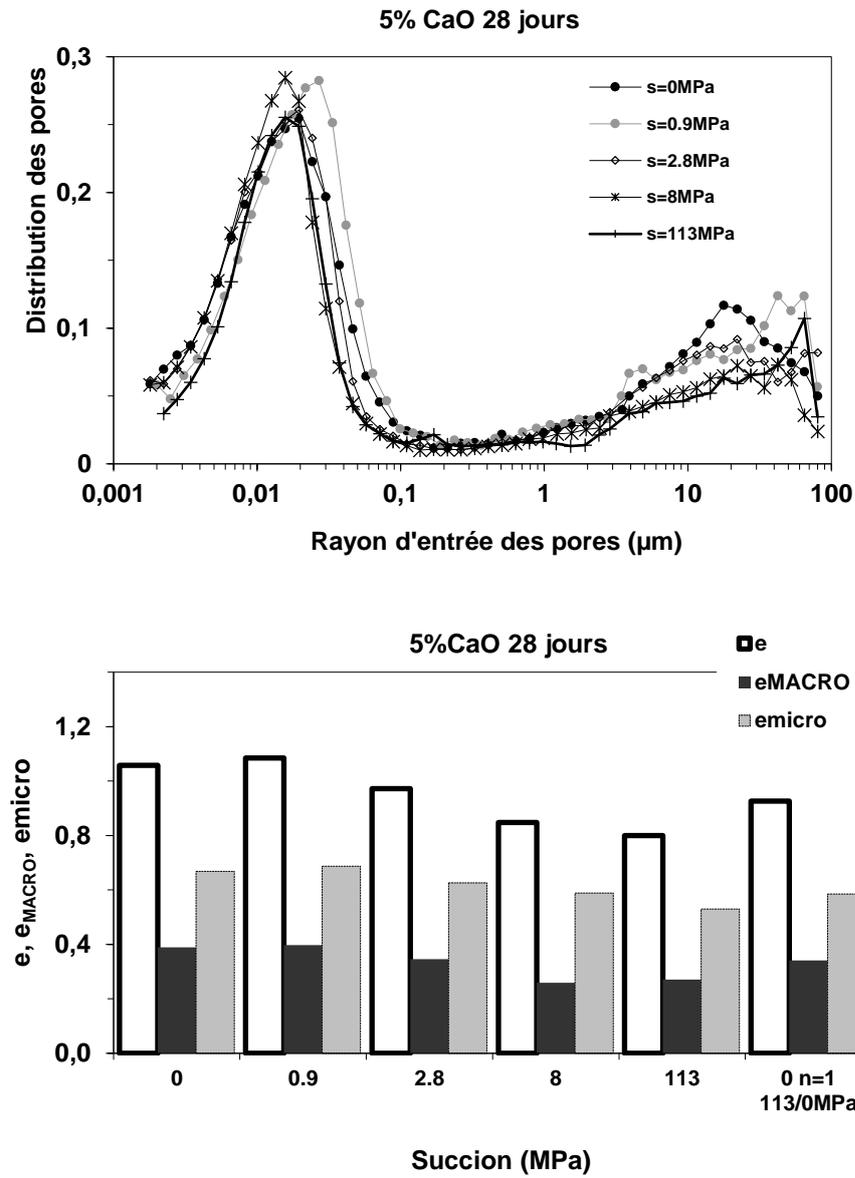 5% CaO 28 jours
0,3
0,2
0,1
0
Distribution des pores
s=0MPa
s=0.9MPa
s=2.8MPa
s=8MPa
s=113MPa
0,001
0,01
0,1
1
10
100
Rayon d'entrée des pores (µm)
5%CaO 28 jours
e
eMACRO
emicro
1,2
0,8
0,4
0,0
e, eMACRO, emicro
0
0.9
2.8
8
113
0 n=1
113/0MPa
Succion (MPa)